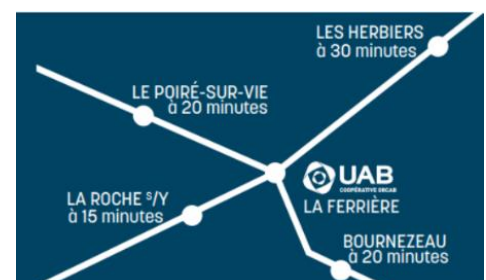 LES HERBIERS
à 30 minutes
LE POIRÉ-SUR-VIE
à 20 minutes
UAB
COOPÉRATIVE ORCAB
LA FERRIÈRE
LA ROCHE S/Y
à 15 minutes
BOURNEZEAU
à 20 minutes